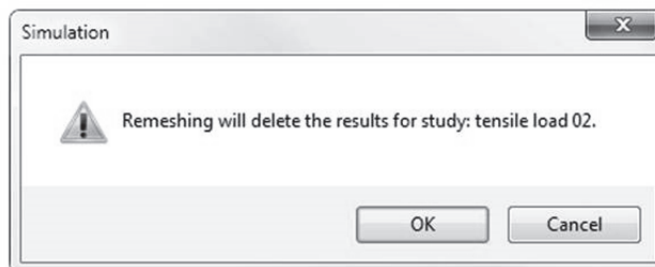 Simulation
Remeshing will delete the results for study: tensile load 02.
OK
Cancel